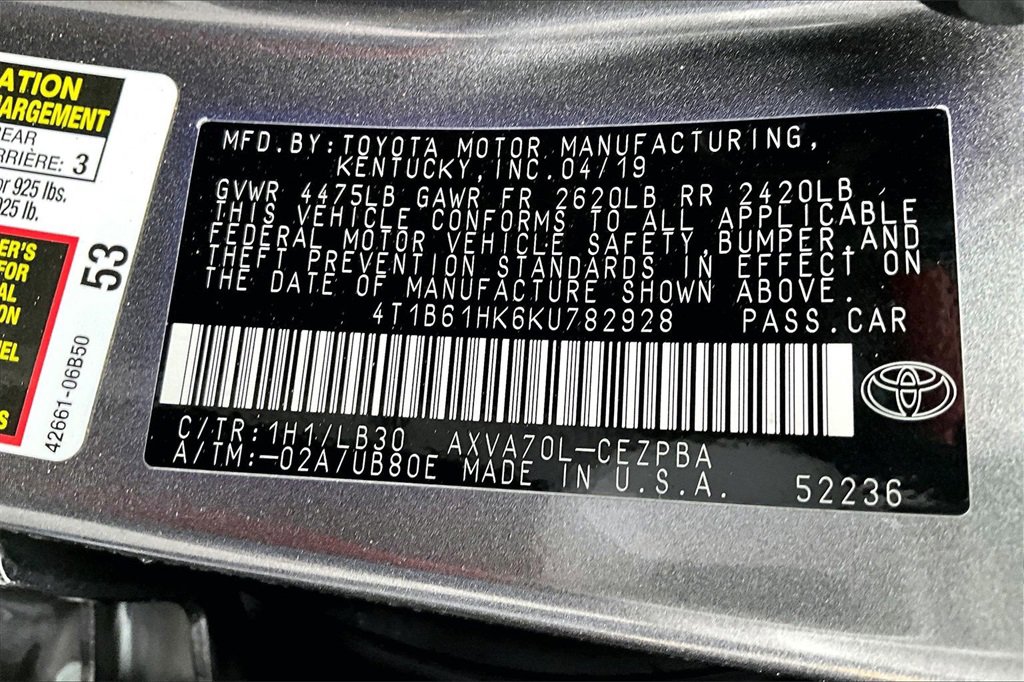 ATION
HARGEMENT
REAR
RRIÈRE: 3
or 925 lbs.
925 lb.
53
ER'S
FOR
AL
ON
EL
S
42661-06B50
MFD.BY:TOYOTA MOTOR MANUFACTURING,
KENTUCKY,INC.04/19
GVWR 4475LB GAWR FR 2620LB RR 2420LB
THIS VEHICLE CONFORMS TO ALL APPLICABLE
FEDERAL MOTOR VEHICLE SAFETY,BUMPER,AND
THEFT PREVENTION STANDARDS IN EFFECT ON
THE DATE OF MANUFACTURE SHOWN ABOVE.
4T1B61HK6KU782928 PASS.CAR
C/TR:1H1/LB30 AXVA70L-CEZPBA
A/TM:-02A/UB80E MADE IN U.S.A. 52236